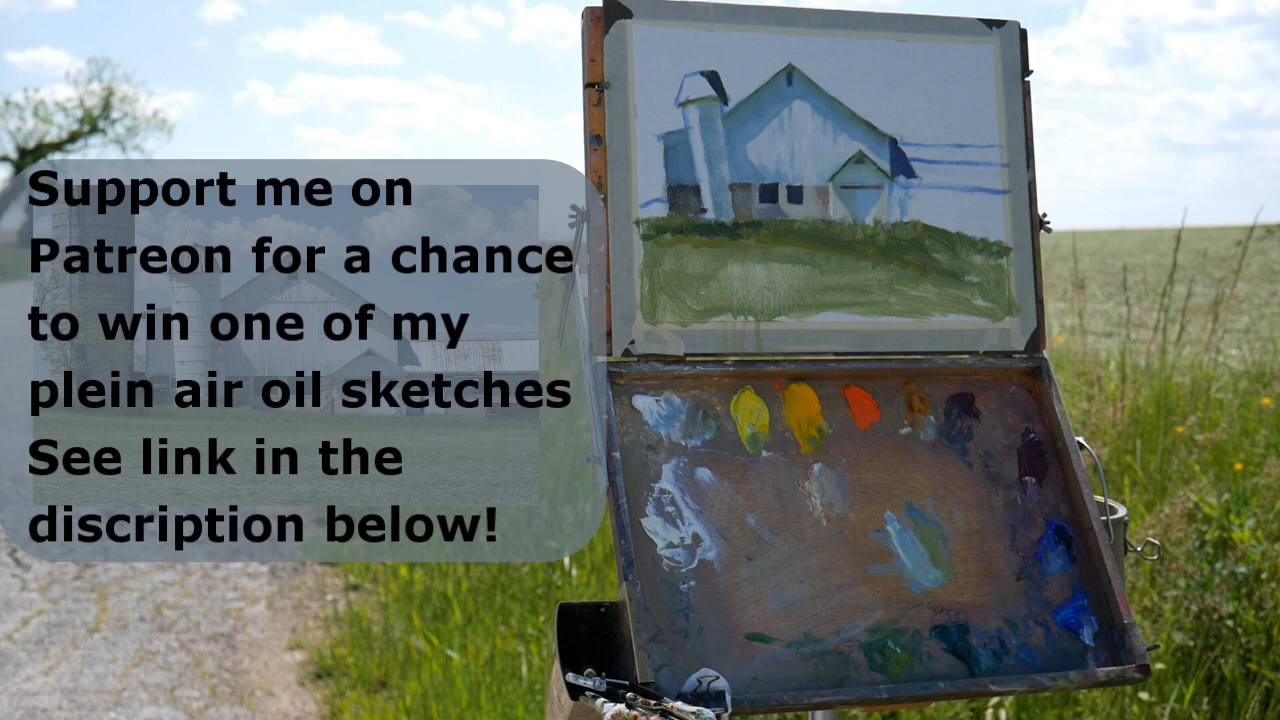 Support me on
Patreon for a chance
to win one of my
plein air oil sketches
See link in the
discription below!